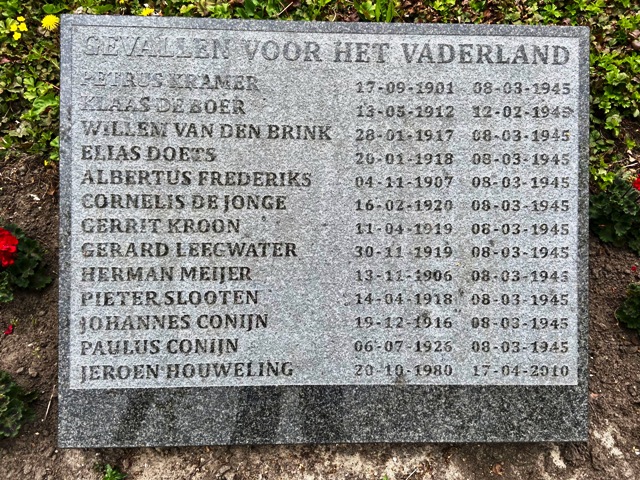 GEVALLEN VOOR HET VADERLAND
PETRUS KRAMER 17-09-1901 08-03-1945
KLAAS DE BOER 13-05-1912 12-02-1945
WILLEM VAN DEN BRINK 28-01-1917 08-03-1945
ELIAS DOETS 20-01-1918 08-03-1945
ALBERTUS FREDERIKS 04-11-1907 08-03-1945
CORNELIS DE JONGE 16-02-1920 08-03-1945
GERRIT KROON 11-04-1919 08-03-1945
GERARD LEEGWATER 30-11-1919 08-03-1945
HERMAN MEIJER 13-11-1906 08-03-1945
PIETER SLOOTEN 14-04-1918 08-03-1945
JOHANNES CONIJN 19-12-1916 08-03-1945
PAULUS CONIJN 06-07-1926 08-03-1945
JEROEN HOUWELING 20-10-1980 17-04-2010